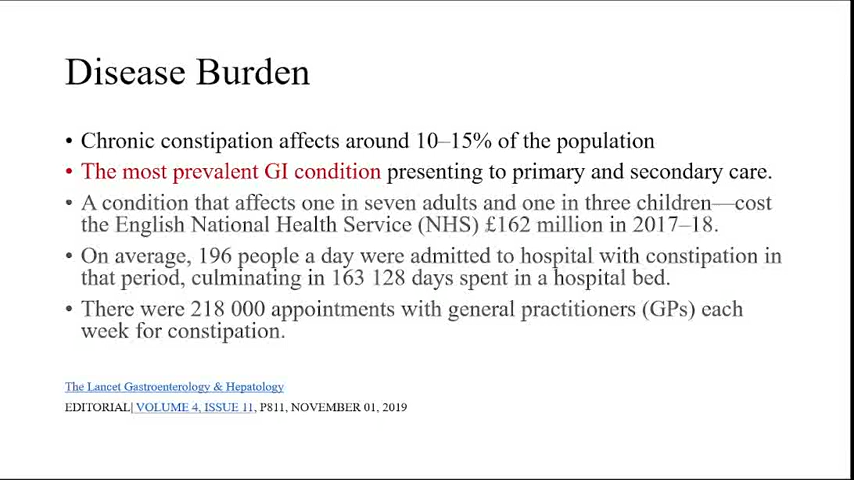 Disease Burden
• Chronic constipation affects around 10–15% of the population
• The most prevalent GI condition presenting to primary and secondary care.
• A condition that affects one in seven adults and one in three children—cost
the English National Health Service (NHS) £162 million in 2017–18.
• On average, 196 people a day were admitted to hospital with constipation in
that period, culminating in 163 128 days spent in a hospital bed.
• There were 218 000 appointments with general practitioners (GPs) each
week for constipation.
The Lancet Gastroenterology & Hepatology
EDITORIAL| VOLUME 4, ISSUE 11, P811, NOVEMBER 01, 2019